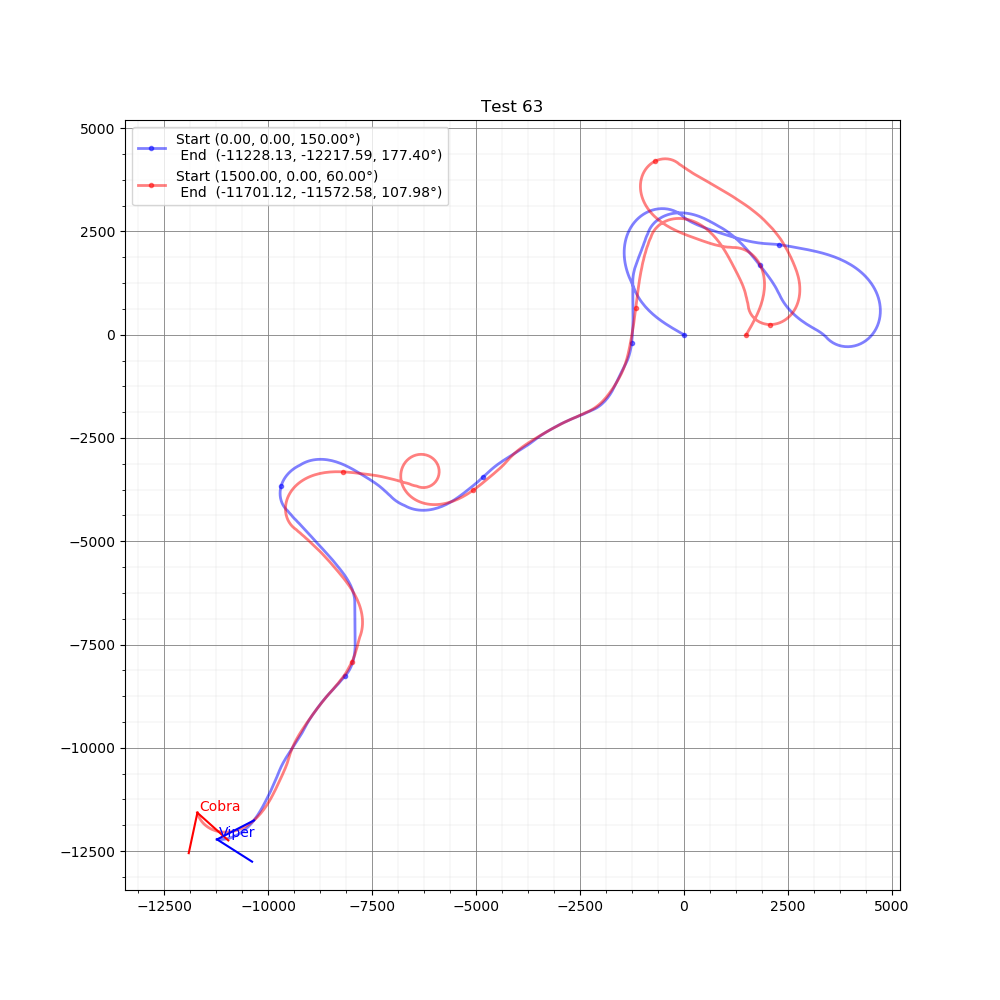 Test 63
Start (0.00, 0.00, 150.00°)
End (-11228.13, -12217.59, 177.40°)
Start (1500.00, 0.00, 60.00°)
End (-11701.12, -11572.58, 107.98°)
5000
2500
0
−2500
−5000
−7500
−10000
−12500
Cobra
Viper
−12500 −10000 −7500 −5000 −2500 0 2500 5000